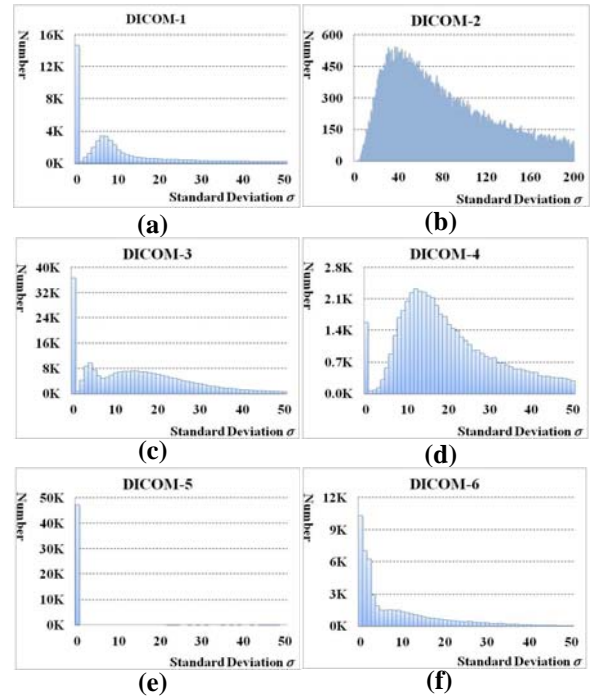 DICOM-1
Number
16K
12K
8K
4K
0K
0 10 20 30 40 50
Standard Deviation σ
(a)
DICOM-2
Number
600
450
300
150
0
0 40 80 120 160 200
Standard Deviation σ
(b)
DICOM-3
Number
40K
32K
24K
16K
8K
0K
0 10 20 30 40 50
Standard Deviation σ
(c)
DICOM-4
Number
2.8K
2.1K
1.4K
0.7K
0.0K
0 10 20 30 40 50
Standard Deviation σ
(d)
DICOM-5
Number
50K
40K
30K
20K
10K
0K
0 10 20 30 40 50
Standard Deviation σ
(e)
DICOM-6
Number
12K
9K
6K
3K
0K
0 10 20 30 40 50
Standard Deviation σ
(f)